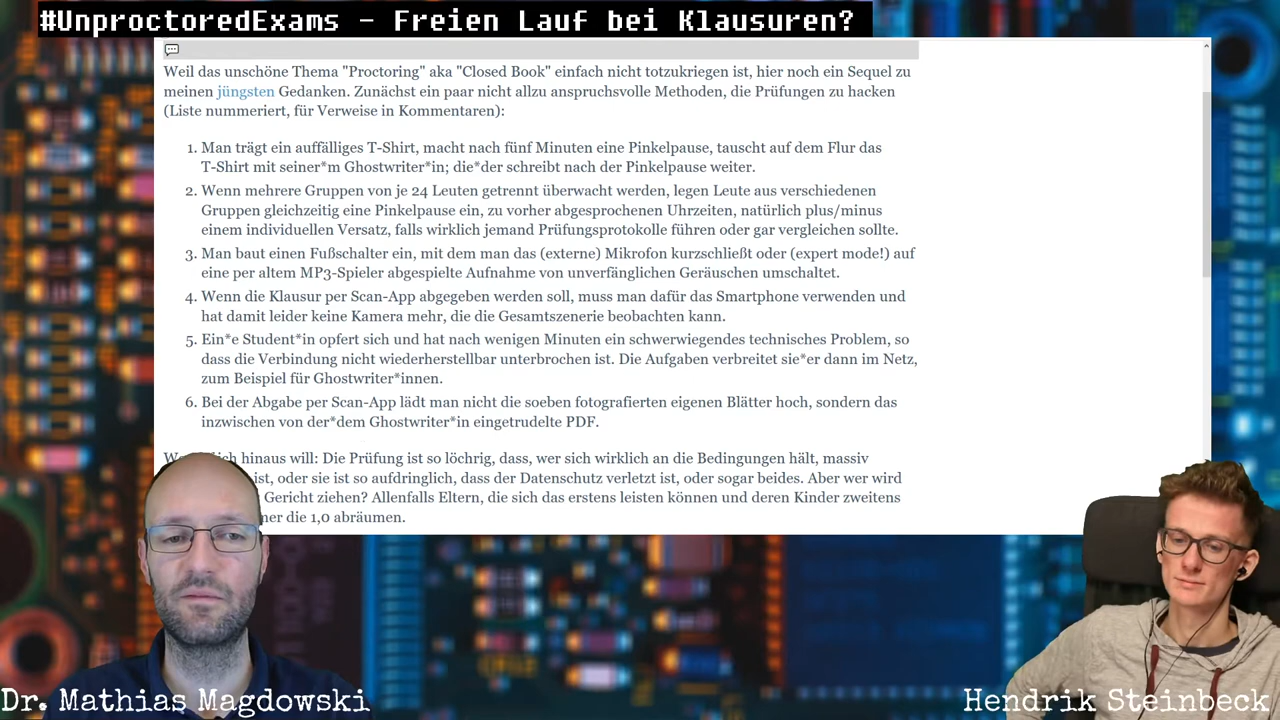 #UnproctoredExams - Freien Lauf bei Klausuren?
Weil das unschöne Thema "Proctoring" aka "Closed Book" einfach nicht totzukriegen ist, hier noch ein Sequel zu
meinen jüngsten Gedanken. Zunächst ein paar nicht allzu anspruchsvolle Methoden, die Prüfungen zu hacken
(Liste nummeriert, für Verweise in Kommentaren):
1. Man trägt ein auffälliges T-Shirt, macht nach fünf Minuten eine Pinkelpause, tauscht auf dem Flur das
T-Shirt mit seiner*m Ghostwriter*in; die*der schreibt nach der Pinkelpause weiter.
2. Wenn mehrere Gruppen von je 24 Leuten getrennt überwacht werden, legen Leute aus verschiedenen
Gruppen gleichzeitig eine Pinkelpause ein, zu vorher abgesprochenen Uhrzeiten, natürlich plus/minus
einem individuellen Versatz, falls wirklich jemand Prüfungsprotokolle führen oder gar vergleichen sollte.
3. Man baut einen Fußschalter ein, mit dem man das (externe) Mikrofon kurzschließt oder (expert mode!) auf
eine per altem MP3-Spieler abgespielte Aufnahme von unverfänglichen Geräuschen umschaltet.
4. Wenn die Klausur per Scan-App abgegeben werden soll, muss man dafür das Smartphone verwenden und
hat damit leider keine Kamera mehr, die die Gesamtszenerie beobachten kann.
5. Ein*e Student*in opfert sich und hat nach wenigen Minuten ein schwerwiegendes technisches Problem, so
dass die Verbindung nicht wiederherstellbar unterbrochen ist. Die Aufgaben verbreitet sie*er dann im Netz,
zum Beispiel für Ghostwriter*innen.
6. Bei der Abgabe per Scan-App lädt man nicht die soeben fotografierten eigenen Blätter hoch, sondern das
inzwischen von der*dem Ghostwriter*in eingetrudelte PDF.
hinaus will: Die Prüfung ist so löchrig, dass, wer sich wirklich an die Bedingungen hält, massiv
ist, oder sie ist so aufdringlich, dass der Datenschutz verletzt ist, oder sogar beides. Aber wer wird
Gericht ziehen? Allenfalls Eltern, die sich das erstens leisten können und deren Kinder zweitens
die 1,0 abräumen.
Dr. Mathias Magdowski
Hendrik Steinbeck